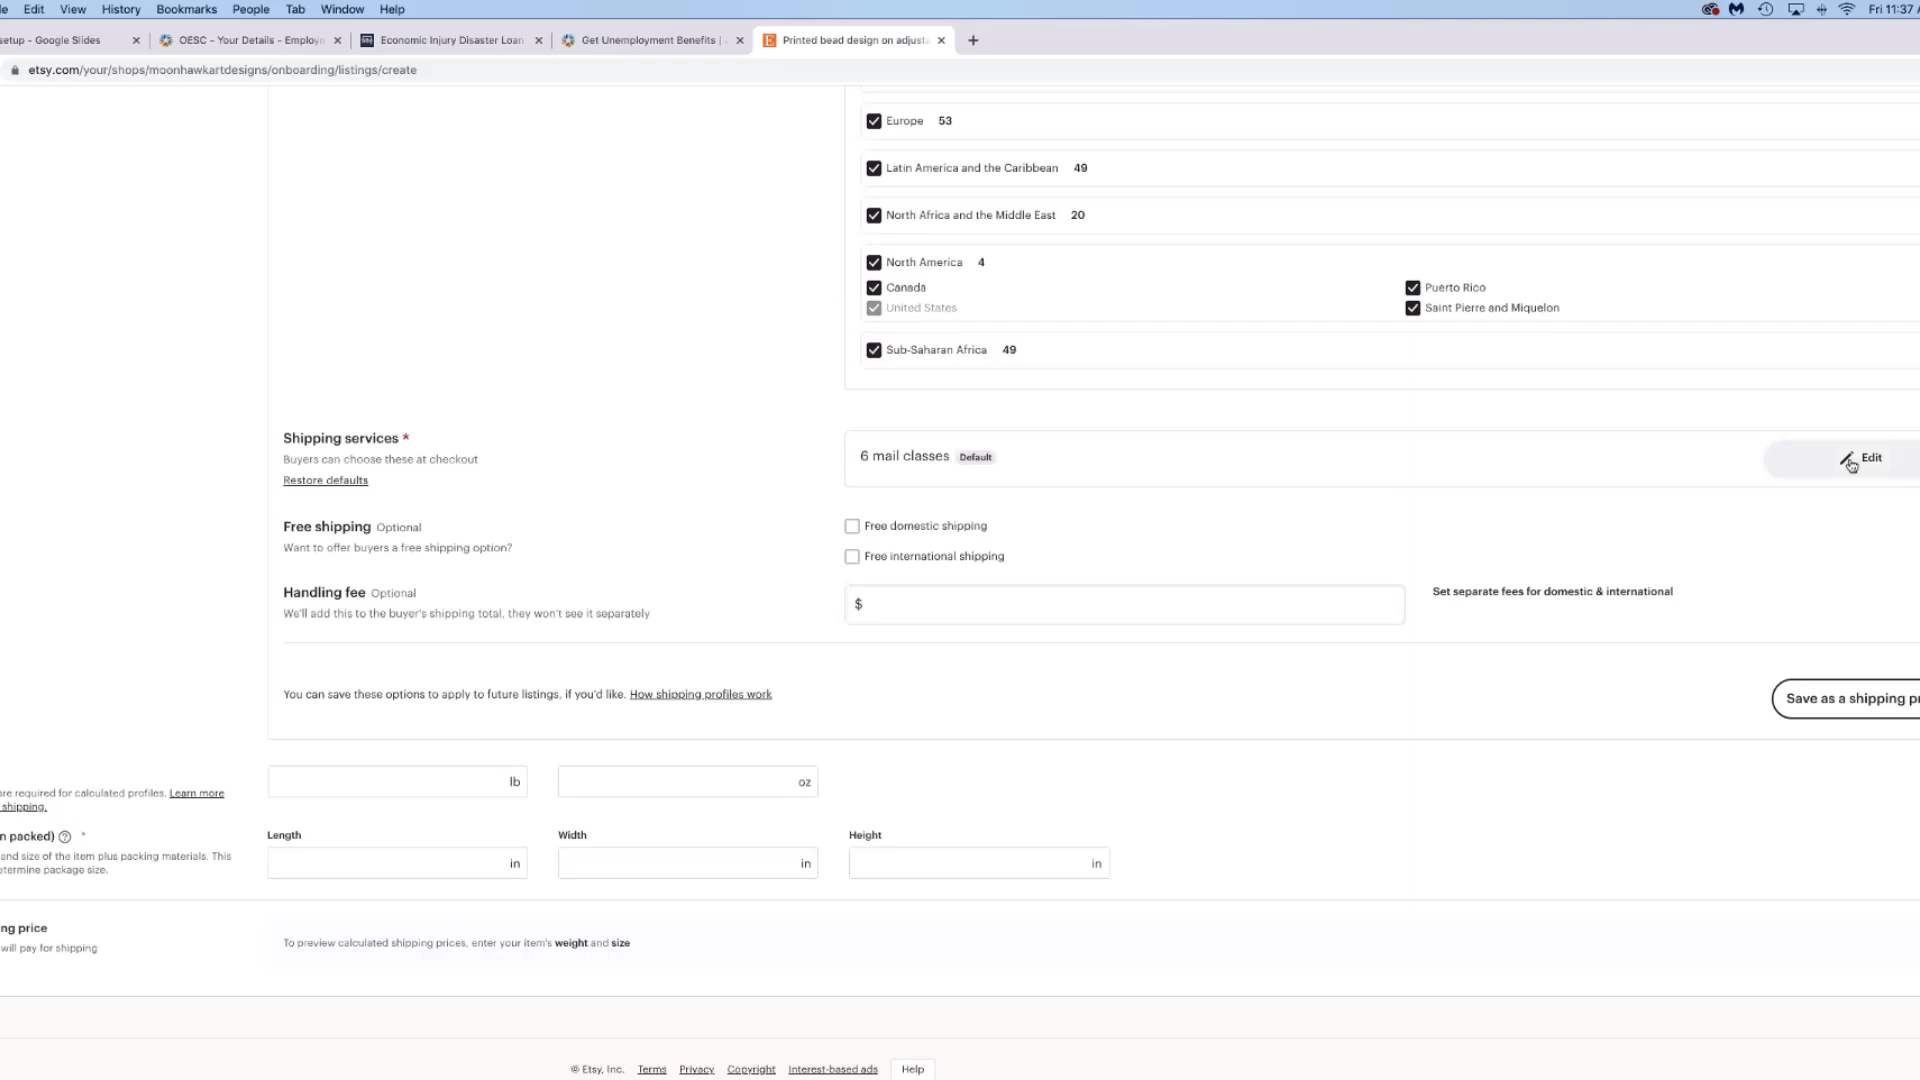 Edit View History Bookmarks People Tab Window Help Fri 11:37
setup - Google Slides OESC - Your Details - Employm Economic Injury Disaster Loan Get Unemployment Benefits | Printed bead design on adjusta
etsy.com/your/shops/moonhawkartdesigns/onboarding/listings/create
Europe 53
Latin America and the Caribbean 49
North Africa and the Middle East 20
North America 4
Canada Puerto Rico
United States Saint Pierre and Miquelon
Sub-Saharan Africa 49
Shipping services *
Buyers can choose these at checkout
Restore defaults
6 mail classes Default
Edit
Free shipping Optional
Want to offer buyers a free shipping option?
Free domestic shipping
Free international shipping
Handling fee Optional
We'll add this to the buyer's shipping total, they won't see it separately
$
Set separate fees for domestic & international
You can save these options to apply to future listings, if you'd like. How shipping profiles work
Save as a shipping pr
lb oz
are required for calculated profiles. Learn more
shipping.
n packed) ? *
and size of the item plus packing materials. This
etermine package size.
Length Width Height
in in in
ng price
will pay for shipping
To preview calculated shipping prices, enter your item's weight and size
© Etsy, Inc. Terms Privacy Copyright Interest-based ads Help